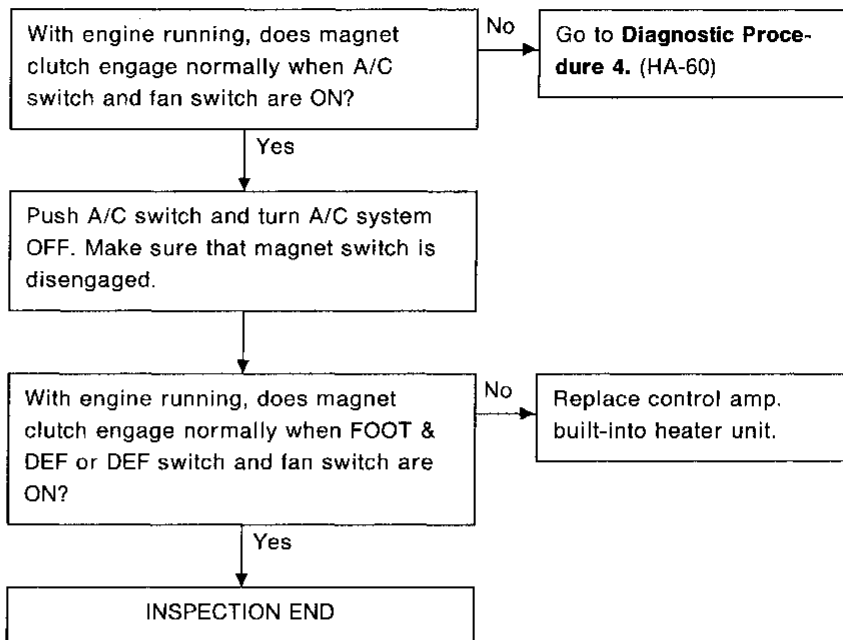 With engine running, does magnet
clutch engage normally when A/C
switch and fan switch are ON?
No
Go to Diagnostic Proce-
dure 4. (HA-60)
Yes
Push A/C switch and turn A/C system
OFF. Make sure that magnet switch is
disengaged.
With engine running, does magnet
clutch engage normally when FOOT &
DEF or DEF switch and fan switch are
ON?
No
Replace control amp.
built-into heater unit.
Yes
INSPECTION END